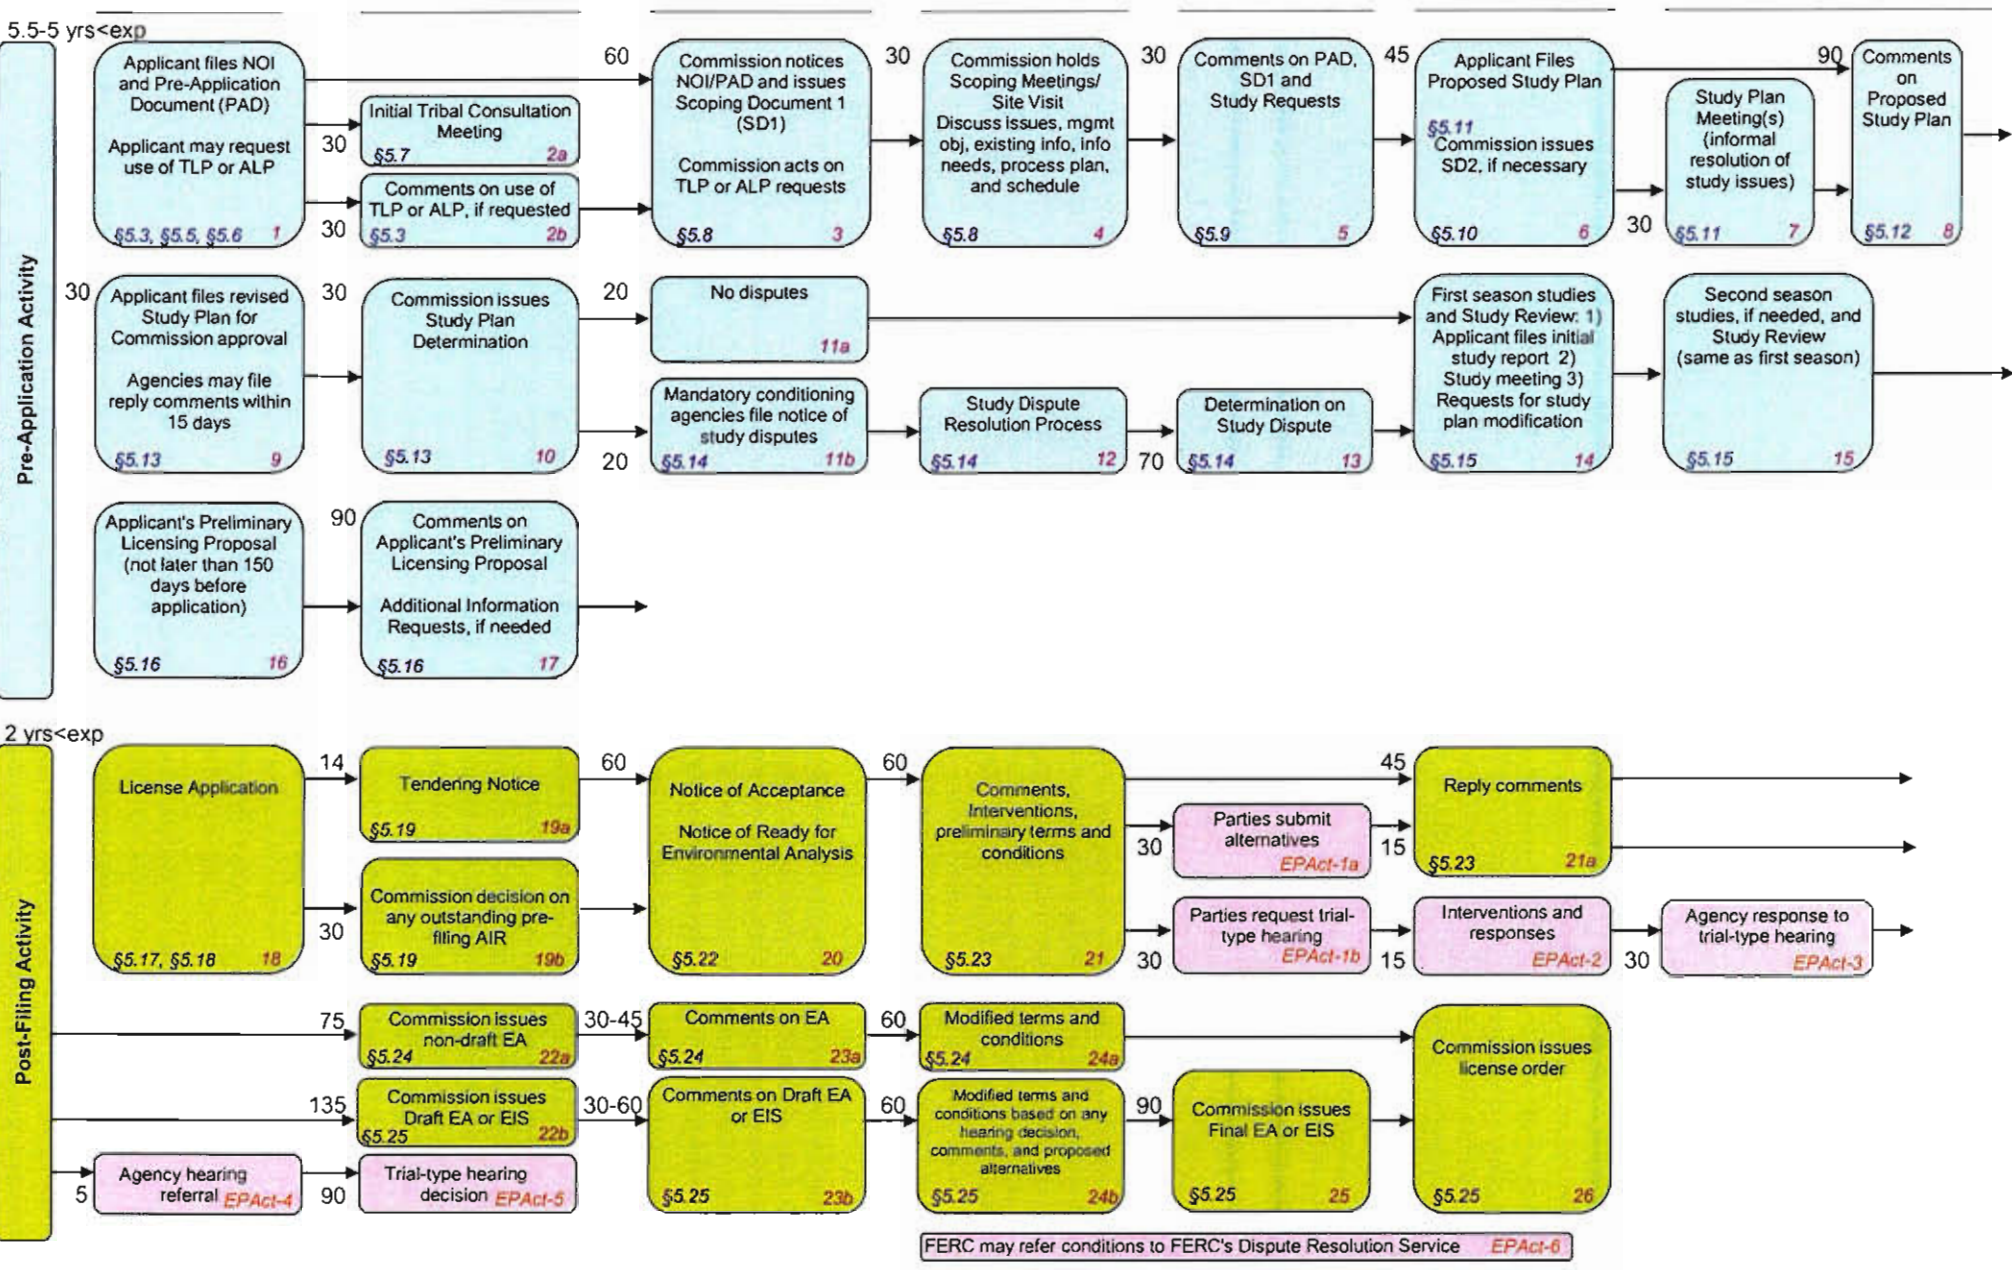 5.5-5 yrs<exp
Pre-Application Activity
Applicant files NOI
and Pre-Application
Document (PAD)
Applicant may request
use of TLP or ALP
§5.3, §5.5, §5.6 1
60
30
Initial Tribal Consultation
Meeting
§5.7 2a
30
Comments on use of
TLP or ALP, if requested
§5.3 2b
Commission notices
NOI/PAD and issues
Scoping Document 1
(SD1)
Commission acts on
TLP or ALP requests
§5.8 3
30
Commission holds
Scoping Meetings/
Site Visit
Discuss issues, mgmt
obj, existing info, info
needs, process plan,
and schedule
§5.8 4
30
Comments on PAD,
SD1 and
Study Requests
§5.9 5
45
Applicant Files
Proposed Study Plan
§5.11
Commission issues
SD2, if necessary
§5.10 6
90
30
Study Plan
Meeting(s)
(informal
resolution of
study issues)
§5.11 7
Comments
on
Proposed
Study Plan
§5.12 8
30
Applicant files revised
Study Plan for
Commission approval
Agencies may file
reply comments within
15 days
§5.13 9
30
Commission issues
Study Plan
Determination
§5.13 10
20
No disputes
11a
20
Mandatory conditioning
agencies file notice of
study disputes
§5.14 11b
Study Dispute
Resolution Process
§5.14 12
70
Determination on
Study Dispute
§5.14 13
First season studies
and Study Review: 1)
Applicant files initial
study report 2)
Study meeting 3)
Requests for study
plan modification
§5.15 14
Second season
studies, if needed, and
Study Review
(same as first season)
§5.15 15
Applicant's Preliminary
Licensing Proposal
(not later than 150
days before
application)
§5.16 16
90
Comments on
Applicant's Preliminary
Licensing Proposal
Additional Information
Requests, if needed
§5.16 17
2 yrs<exp
Post-Filing Activity
License Application
§5.17, §5.18 18
14
Tendering Notice
§5.19 19a
30
Commission decision on
any outstanding pre-
filing AIR
§5.19 19b
60
Notice of Acceptance
Notice of Ready for
Environmental Analysis
§5.22 20
60
Comments,
Interventions,
preliminary terms and
conditions
§5.23 21
45
30
Parties submit
alternatives
EPAct-1a
15
Reply comments
§5.23 21a
30
Parties request trial-
type hearing
EPAct-1b
15
Interventions and
responses
EPAct-2
30
Agency response to
trial-type hearing
EPAct-3
75
Commission issues
non-draft EA
§5.24 22a
30-45
Comments on EA
§5.24 23a
60
Modified terms and
conditions
§5.24 24a
135
Commission issues
Draft EA or EIS
§5.25 22b
30-60
Comments on Draft EA
or EIS
§5.25 23b
60
Modified terms and
conditions based on any
hearing decision,
comments, and proposed
alternatives
§5.25 24b
90
Commission issues
Final EA or EIS
§5.25 25
Commission issues
license order
§5.25 26
5
Agency hearing
referral EPAct-4
90
Trial-type hearing
decision EPAct-5
FERC may refer conditions to FERC's Dispute Resolution Service EPAct-6